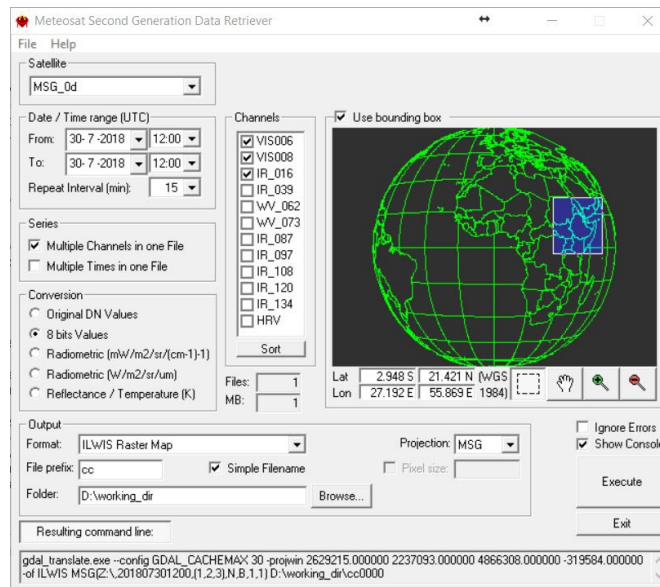 Meteosat Second Generation Data Retriever
File Help
Satellite
MSG_0d
Date / Time range (UTC)
From: 30- 7 -2018 12:00
To: 30- 7 -2018 12:00
Repeat Interval (min): 15
Series
Multiple Channels in one File
Multiple Times in one File
Conversion
Original DN Values
8 bits Values
Radiometric (mW/m2/sr/(cm-1)-1)
Radiometric (W/m2/sr/um)
Reflectance / Temperature (K)
Channels
VIS006
VIS008
IR_016
IR_039
WV_062
WV_073
IR_087
IR_097
IR_108
IR_120
IR_134
HRV
Sort
Files: 1
MB: 1
Use bounding box
Lat 2.948 S 21.421 N (WGS
Lon 27.192 E 55.869 E 1984)
Output
Format: ILWIS Raster Map Projection: MSG
File prefix: cc Simple Filename Pixel size:
Folder: D:\working_dir Browse...
Ignore Errors
Show Console
Execute
Exit
Resulting command line:
gdal_translate.exe --config GDAL_CACHEMAX 30 -projwin 2629215.000000 2237093.000000 4866308.000000 -319584.000000
-of ILWIS MSG(Z:\,201807301200,(1,2,3),N,B,1,1) D:\working_dir\cc0000